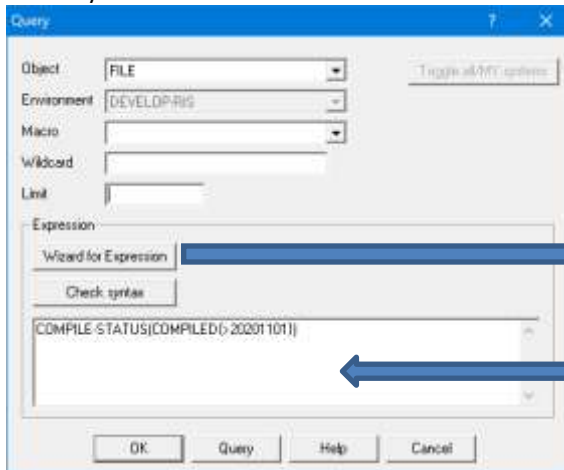 Query ? X
Object FILE Toggle all/MY systems
Environment DEVELOP-RIS
Macro
Wildcard
Limit
Expression
Wizard for Expression
Check syntax
COMPILE-STATUS(COMPILED(>20201101))
OK Query Help Cancel